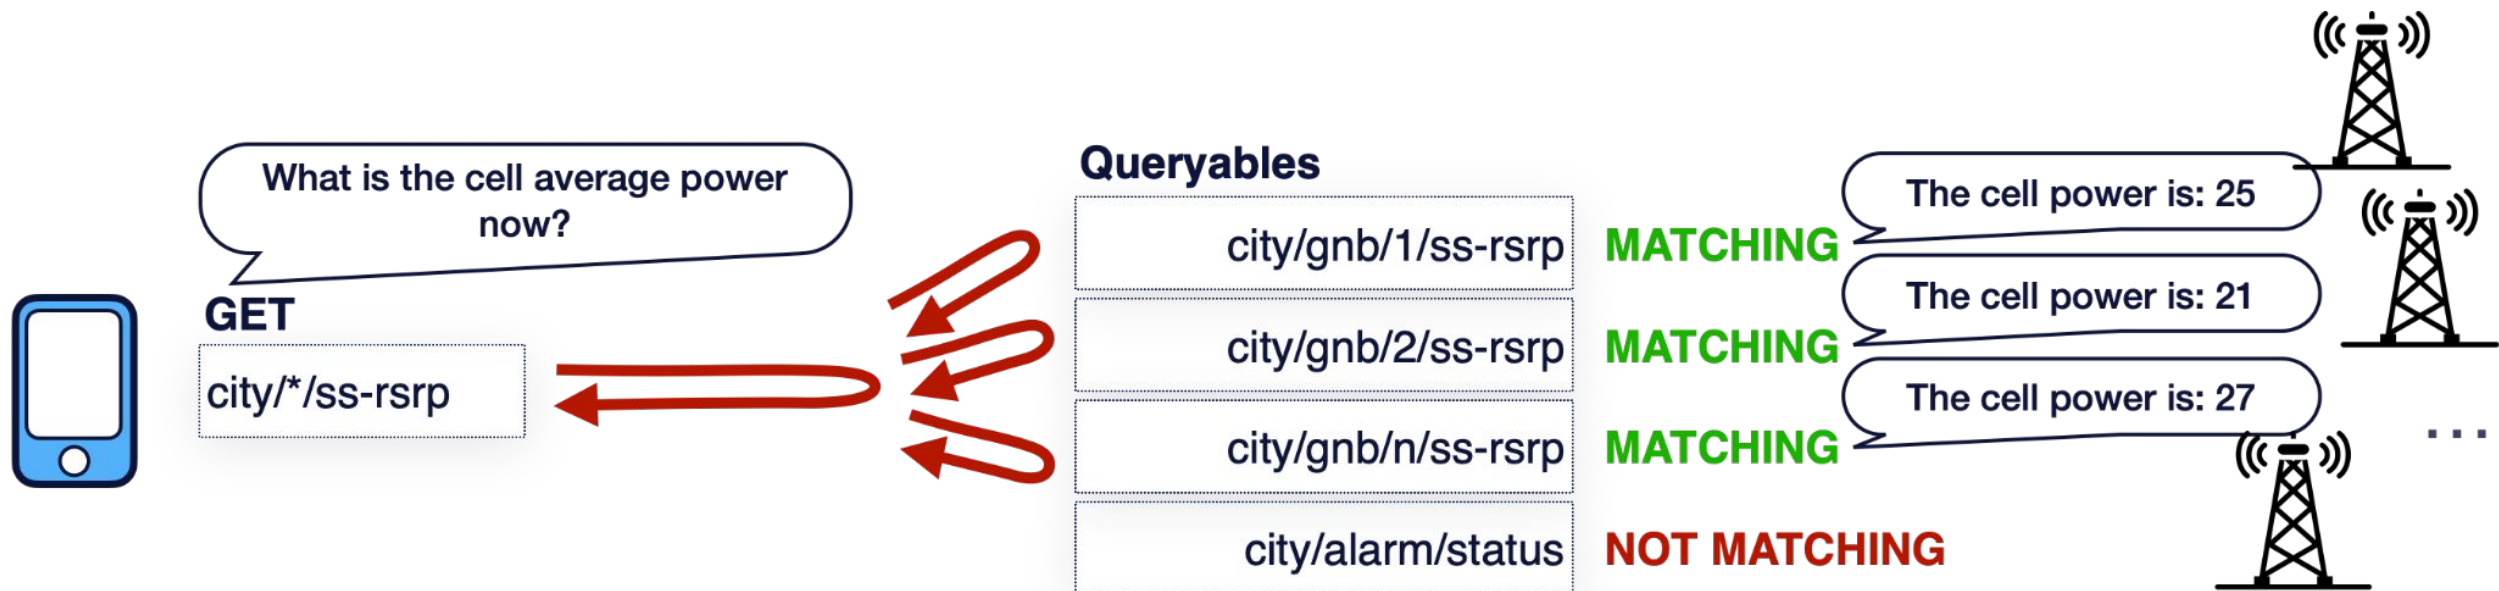 What is the cell average power
now?
GET
city/*/ss-rsrp
Queryables
city/gnb/1/ss-rsrp
MATCHING
The cell power is: 25
city/gnb/2/ss-rsrp
MATCHING
The cell power is: 21
city/gnb/n/ss-rsrp
MATCHING
The cell power is: 27
...
city/alarm/status
NOT MATCHING